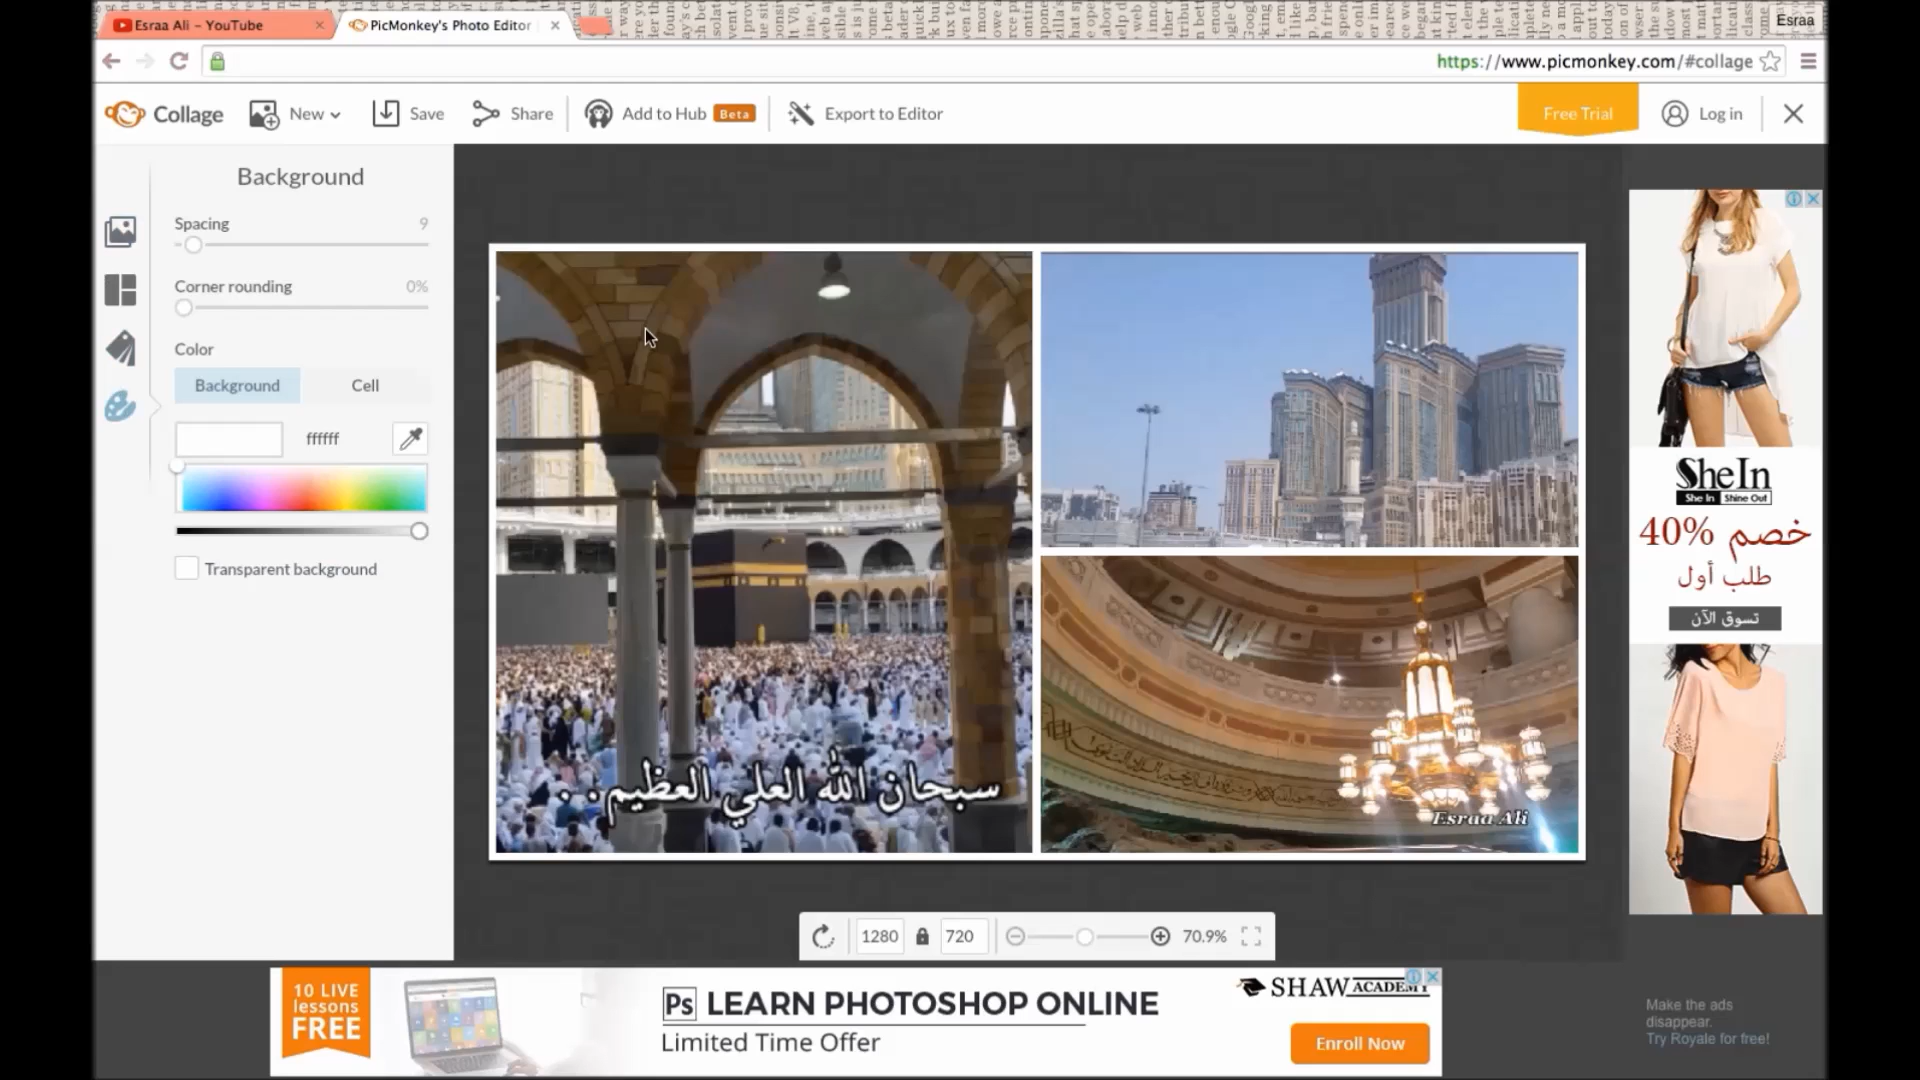 Esraa Ali - YouTube
PicMonkey's Photo Editor
Esraa
https://www.picmonkey.com/#collage
Collage
New
Save
Share
Add to Hub Beta
Export to Editor
Free Trial
Log in
Background
Spacing 9
Corner rounding 0%
Color
Background Cell
ffffff
Transparent background
سبحان الله العلي العظيم . .
Esraa Ali
1280 720 70.9%
SheIn
She In Shine Out
خصم 40%
طلب أول
تسوق الآن
10 LIVE
lessons
FREE
Ps LEARN PHOTOSHOP ONLINE
Limited Time Offer
SHAW ACADEMY
Enroll Now
Make the ads
disappear.
Try Royale for free!